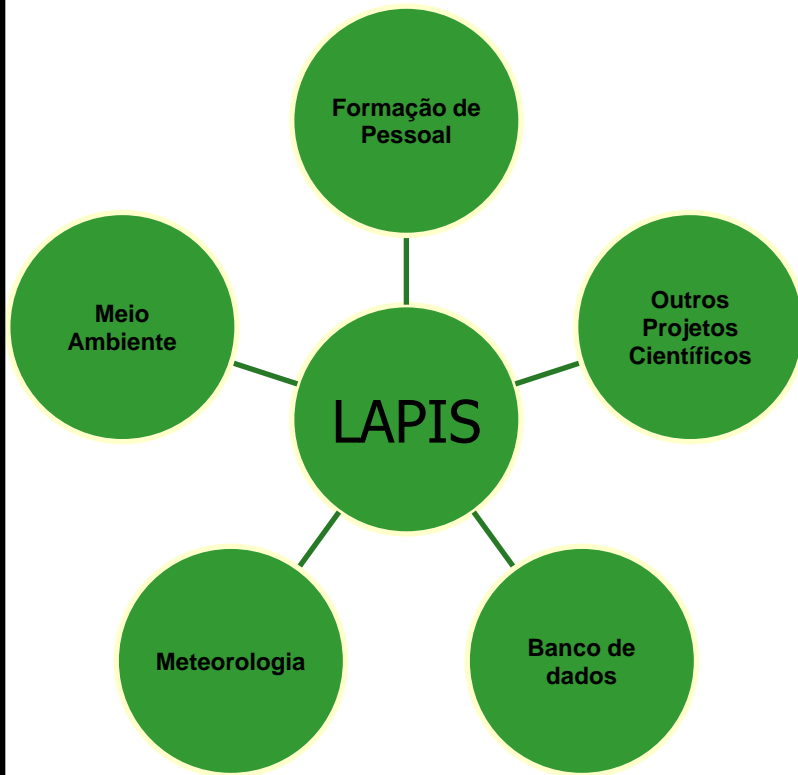 Formação de
Pessoal
Outros
Projetos
Científicos
Meio
Ambiente
LAPIS
Banco de
dados
Meteorologia